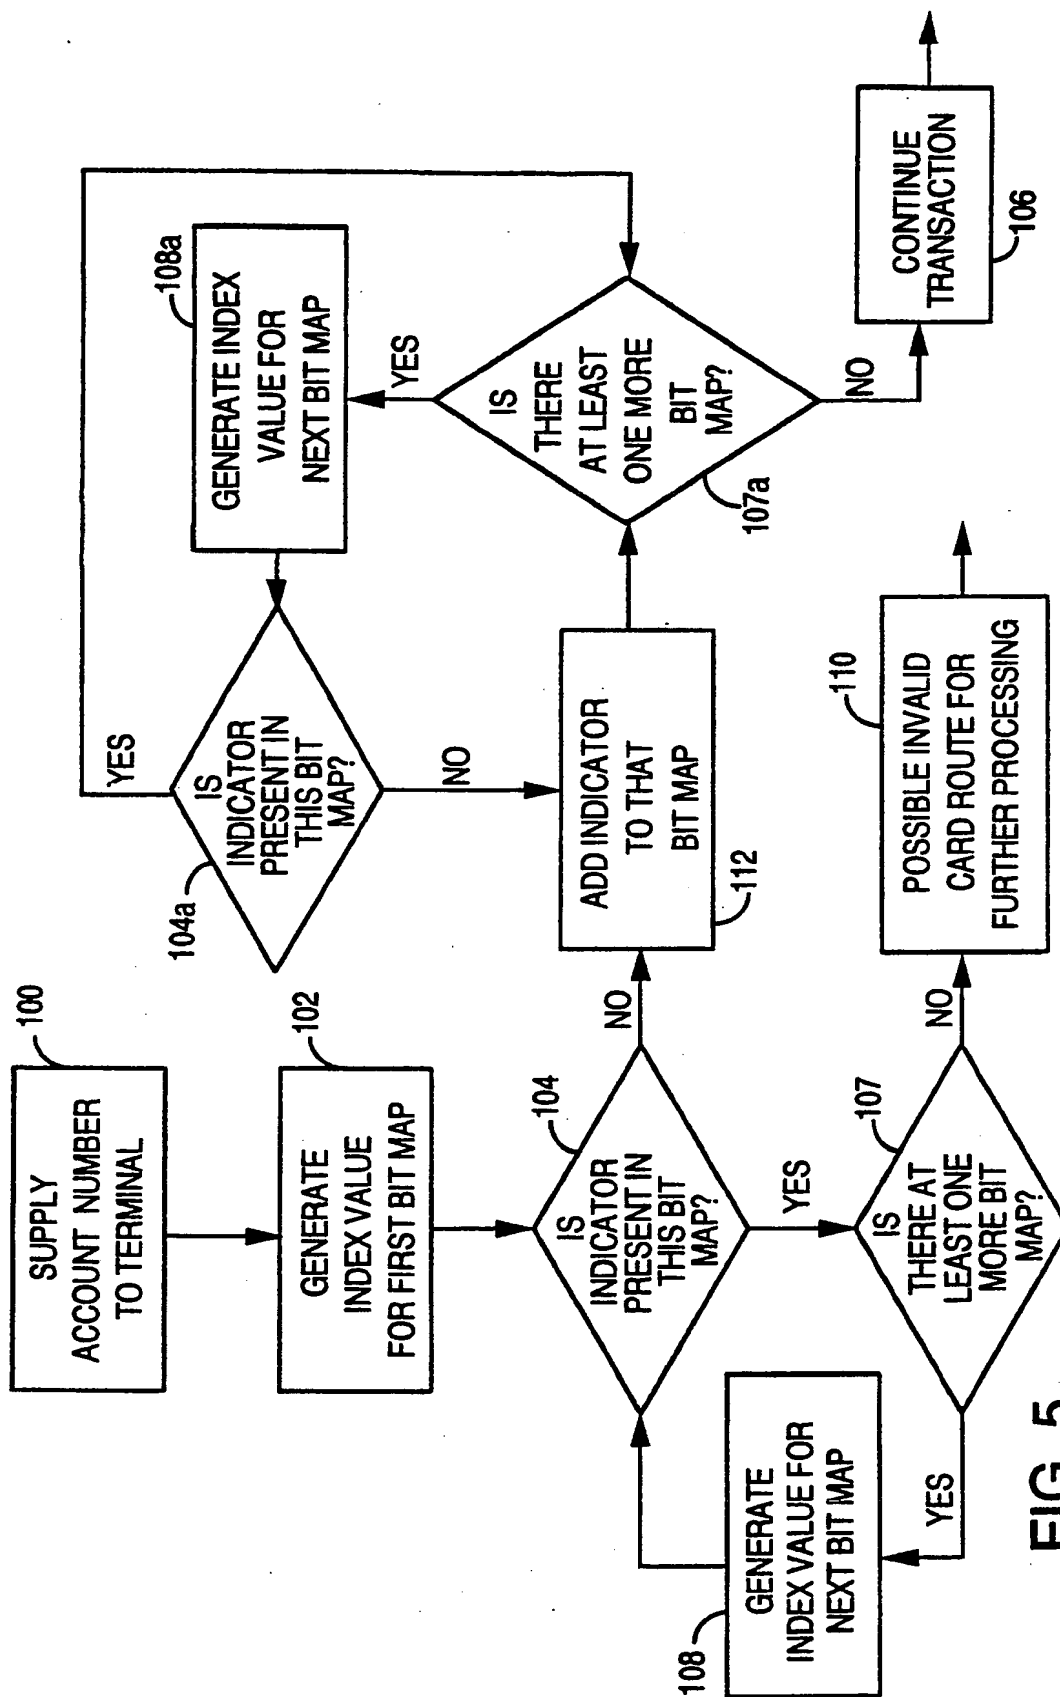 SUPPLY
ACCOUNT NUMBER
TO TERMINAL
100
GENERATE
INDEX VALUE
FOR FIRST BIT MAP
102
IS
INDICATOR
PRESENT IN
THIS BIT
MAP?
104
YES
NO
IS
THERE AT
LEAST ONE
MORE BIT
MAP?
107
YES
NO
GENERATE
INDEX VALUE FOR
NEXT BIT MAP
108
POSSIBLE INVALID
CARD ROUTE FOR
FURTHER PROCESSING
110
ADD INDICATOR
TO THAT
BIT MAP
112
IS
INDICATOR
PRESENT IN
THIS BIT
MAP?
104a
YES
NO
GENERATE INDEX
VALUE FOR
NEXT BIT MAP
108a
IS
THERE
AT LEAST
ONE MORE
BIT
MAP?
107a
YES
NO
CONTINUE
TRANSACTION
106
FIG. 5